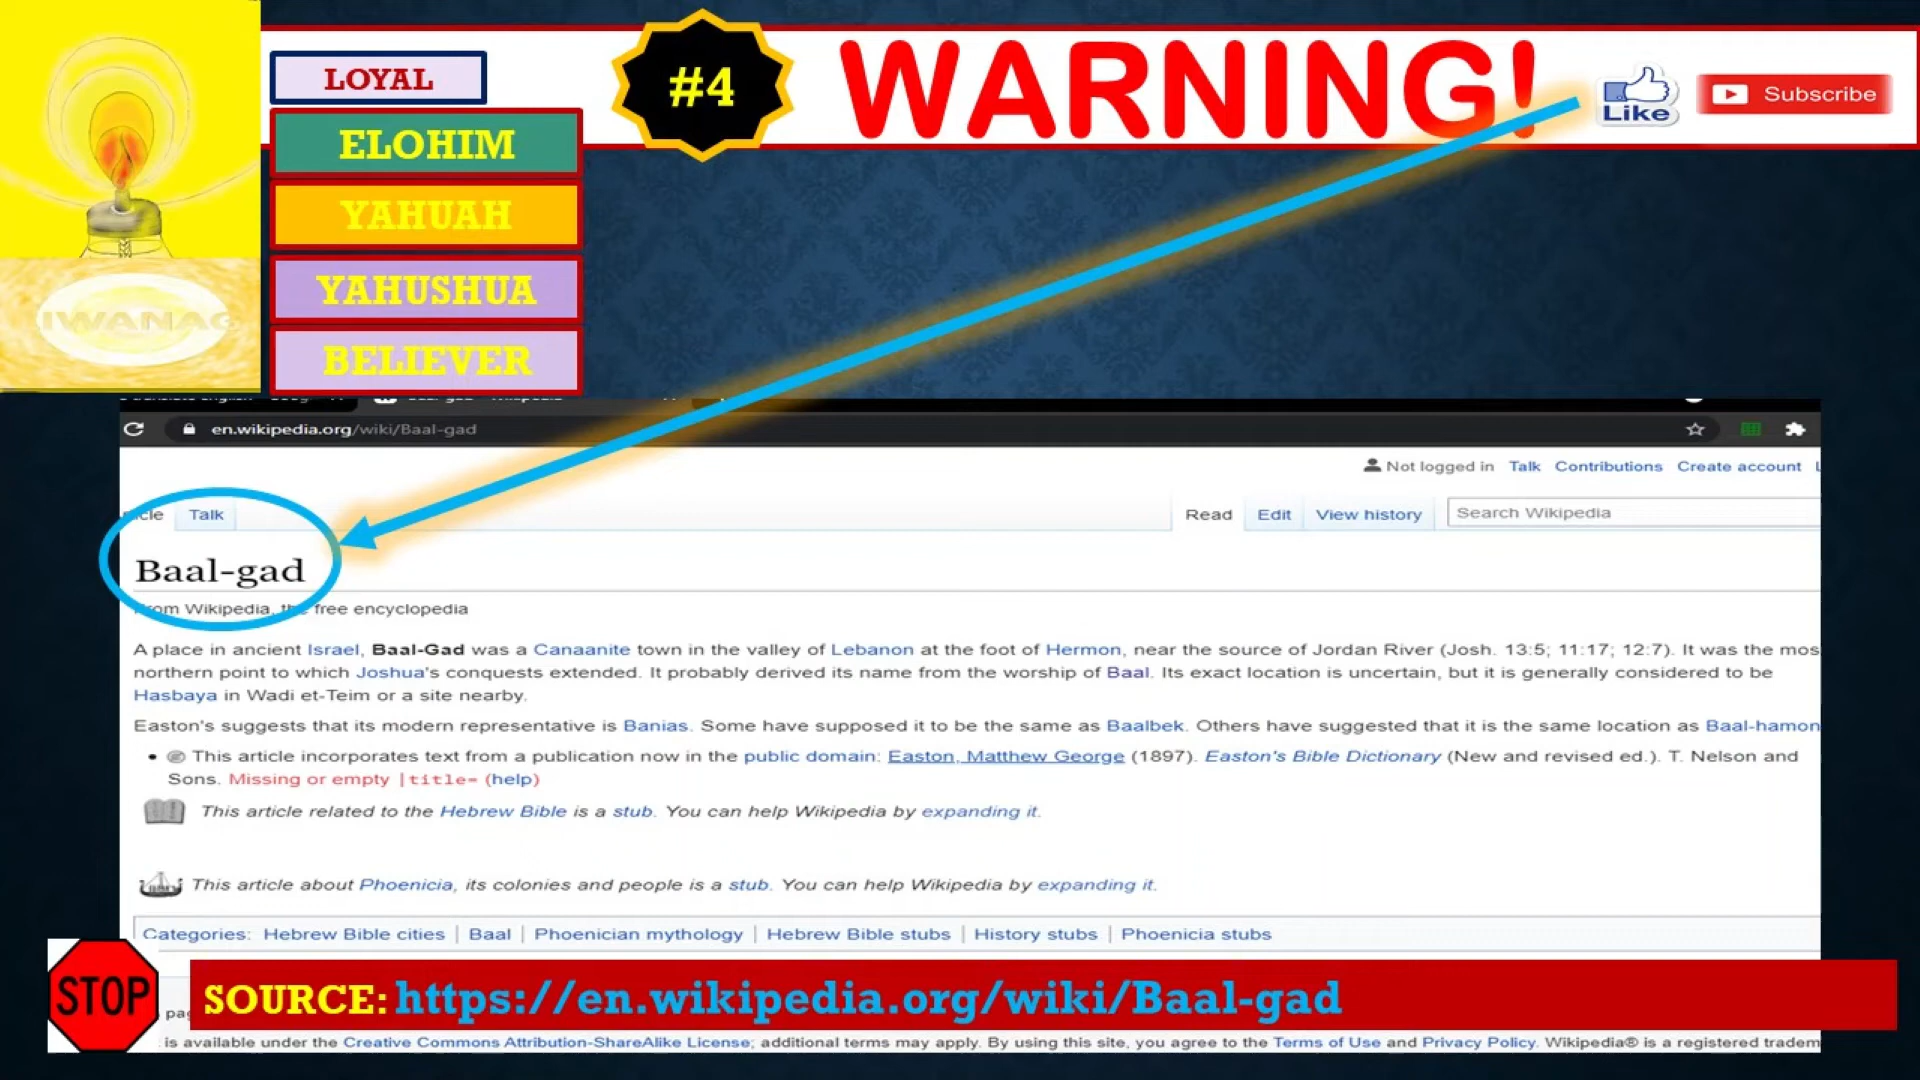 LOYAL
ELOHIM
YAHUAH
YAHUSHUA
BELIEVER
IWANAG
#4
WARNING!
Like
Subscribe
en.wikipedia.org/wiki/Baal-gad
Not logged in Talk Contributions Create account
Talk
Read Edit View history Search Wikipedia
Baal-gad
From Wikipedia, the free encyclopedia
A place in ancient Israel, Baal-Gad was a Canaanite town in the valley of Lebanon at the foot of Hermon, near the source of Jordan River (Josh. 13:5; 11:17; 12:7). It was the mos
northern point to which Joshua's conquests extended. It probably derived its name from the worship of Baal. Its exact location is uncertain, but it is generally considered to be
Hasbaya in Wadi et-Teim or a site nearby.
Easton's suggests that its modern representative is Banias. Some have supposed it to be the same as Baalbek. Others have suggested that it is the same location as Baal-hamon
• This article incorporates text from a publication now in the public domain: Easton, Matthew George (1897). Easton's Bible Dictionary (New and revised ed.). T. Nelson and
Sons. Missing or empty |title= (help)
This article related to the Hebrew Bible is a stub. You can help Wikipedia by expanding it.
This article about Phoenicia, its colonies and people is a stub. You can help Wikipedia by expanding it.
Categories: Hebrew Bible cities | Baal | Phoenician mythology | Hebrew Bible stubs | History stubs | Phoenicia stubs
STOP
SOURCE: https://en.wikipedia.org/wiki/Baal-gad
is available under the Creative Commons Attribution-ShareAlike License; additional terms may apply. By using this site, you agree to the Terms of Use and Privacy Policy. Wikipedia® is a registered tradem